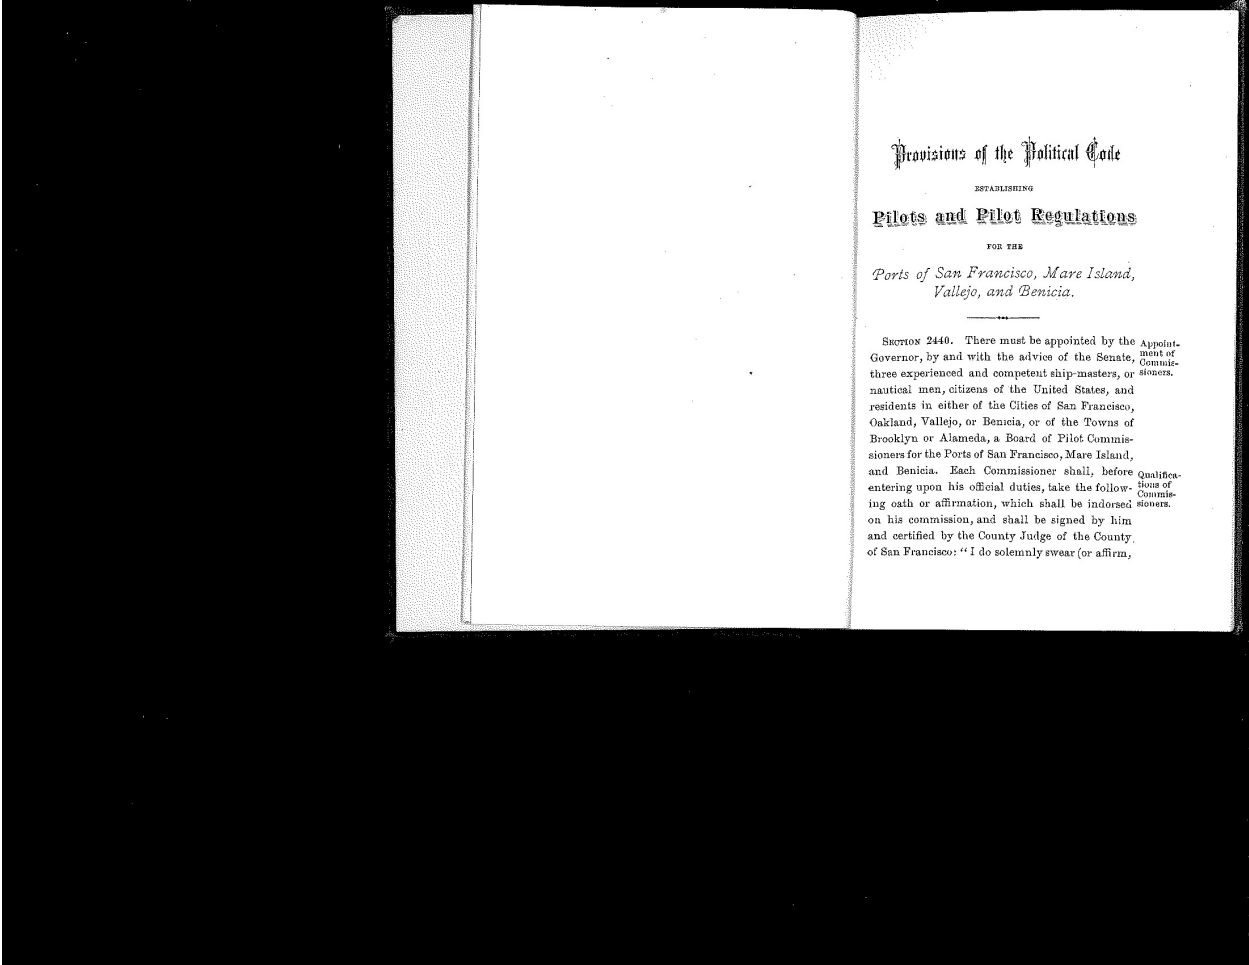 Provisions of the Political Code
ESTABLISHING
Pilots and Pilot Regulations
FOR THE
Ports of San Francisco, Mare Island,
Vallejo, and Benicia.
SECTION 2440. There must be appointed by the
Governor, by and with the advice of the Senate,
three experienced and competent ship-masters, or
nautical men, citizens of the United States, and
residents in either of the Cities of San Francisco,
Oakland, Vallejo, or Benicia, or of the Towns of
Brooklyn or Alameda, a Board of Pilot Commis-
sioners for the Ports of San Francisco, Mare Island,
and Benicia. Each Commissioner shall, before
entering upon his official duties, take the follow-
ing oath or affirmation, which shall be indorsed
on his commission, and shall be signed by him
and certified by the County Judge of the County
of San Francisco: "I do solemnly swear (or affirm,
Appoint-
ment of
Commis-
sioners.
Qualifica-
tions of
Commis-
sioners.